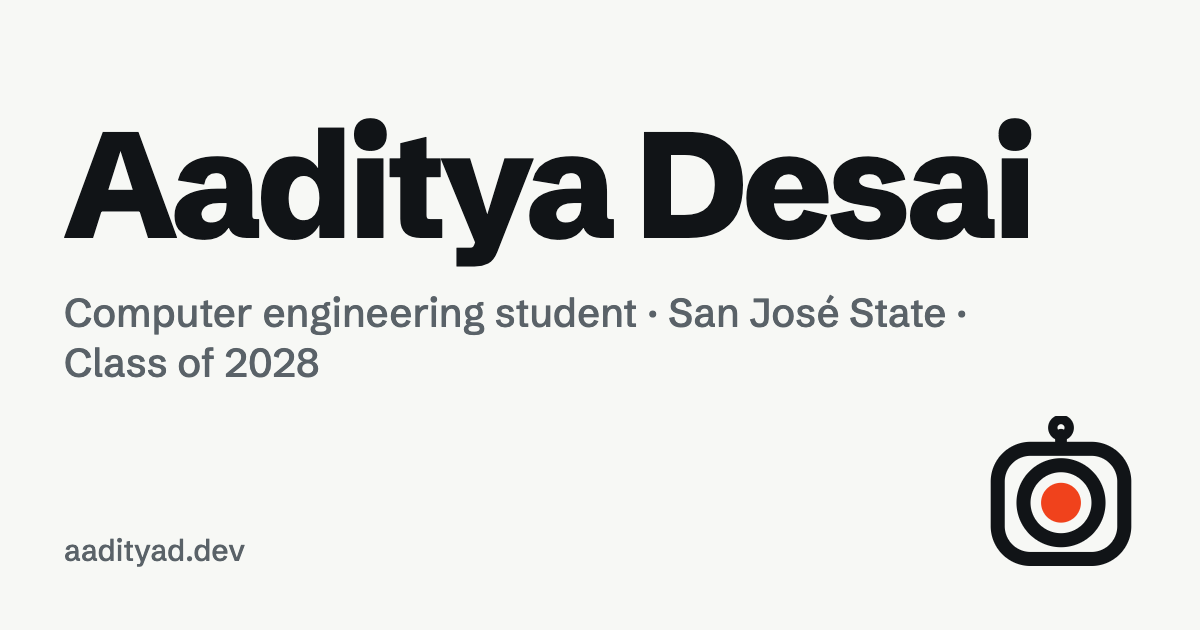 Aaditya Desai
Computer engineering student · San José State ·
Class of 2028
aadityad.dev